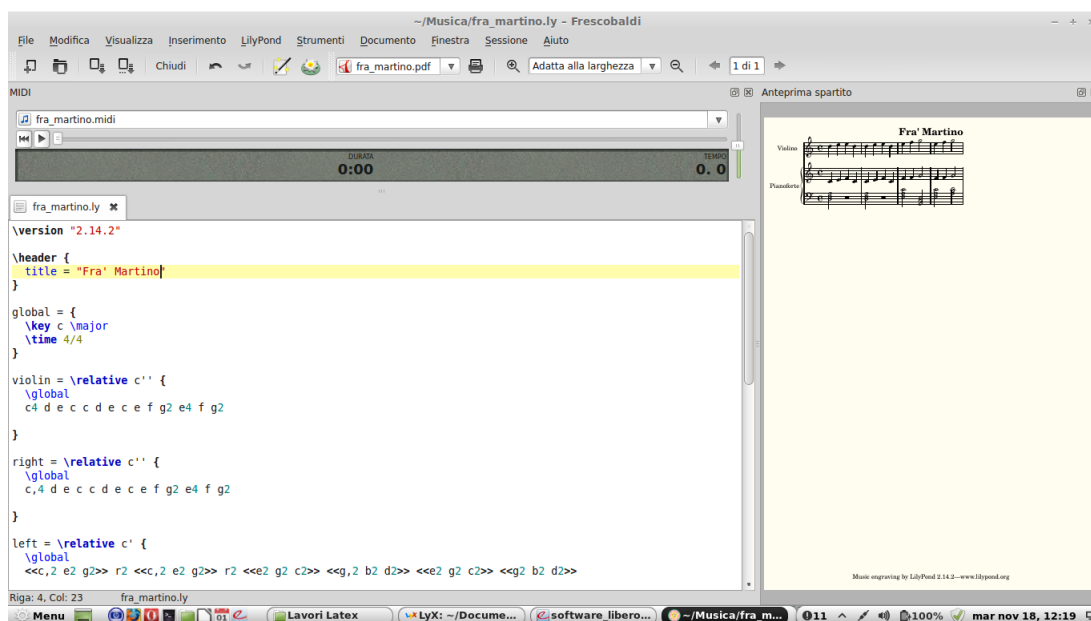 ~/Musica/fra_martino.ly – Frescobaldi
File Modifica Visualizza Inserimento LilyPond Strumenti Documento Finestra Sessione Aiuto
Chiudi fra_martino.pdf Adatta alla larghezza 1 di 1
MIDI
fra_martino.midi
DURATA
0:00
TEMPO
0. 0
fra_martino.ly
\version "2.14.2"
\header {
title = "Fra' Martino"
}
global = {
\key c \major
\time 4/4
}
violin = \relative c'' {
\global
c4 d e c c d e c e f g2 e4 f g2
}
right = \relative c'' {
\global
c,4 d e c c d e c e f g2 e4 f g2
}
left = \relative c' {
\global
<<c,2 e2 g2>> r2 <<c,2 e2 g2>> r2 <<e2 g2 c2>> <<g,2 b2 d2>> <<e2 g2 c2>> <<g2 b2 d2>>
Riga: 4, Col: 23 fra_martino.ly
Anteprima spartito
Fra' Martino
Violino
Pianoforte
Music engraving by LilyPond 2.14.2—www.lilypond.org
Menu 01 Lavori Latex LyX: ~/Docume... software_libero... ~/Musica/fra_m... 11 100% mar nov 18, 12:19